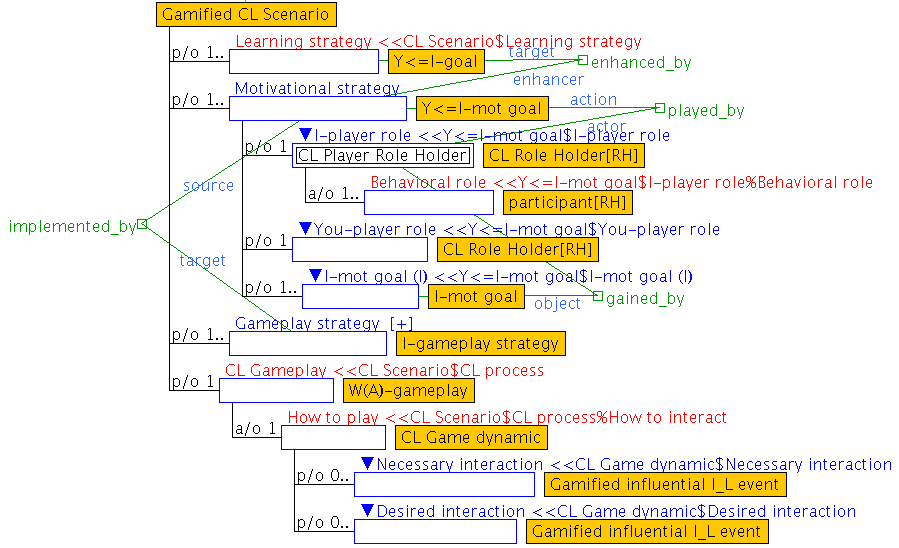 Gamified CL Scenario
Learning strategy <<CL Scenario$Learning strategy
p/o 1.. Y<=I-goal target enhanced_by
enhancer
Motivational strategy
p/o 1.. Y<=I-mot goal action played_by
actor
▼I-player role <<Y<=I-mot goal$I-player role
p/o 1 CL Player Role Holder CL Role Holder[RH]
Behavioral role <<Y<=I-mot goal$I-player role%Behavioral role
source
a/o 1.. participant[RH]
implemented_by
▼You-player role <<Y<=I-mot goal$You-player role
p/o 1 CL Role Holder[RH]
target
▼I-mot goal (I) <<Y<=I-mot goal$I-mot goal (I)
p/o 1.. I-mot goal object gained_by
Gameplay strategy [+]
p/o 1.. I-gameplay strategy
CL Gameplay <<CL Scenario$CL process
p/o 1 W(A)-gameplay
How to play <<CL Scenario$CL process%How to interact
a/o 1 CL Game dynamic
▼Necessary interaction <<CL Game dynamic$Necessary interaction
p/o 0.. Gamified influential I_L event
▼Desired interaction <<CL Game dynamic$Desired interaction
p/o 0.. Gamified influential I_L event